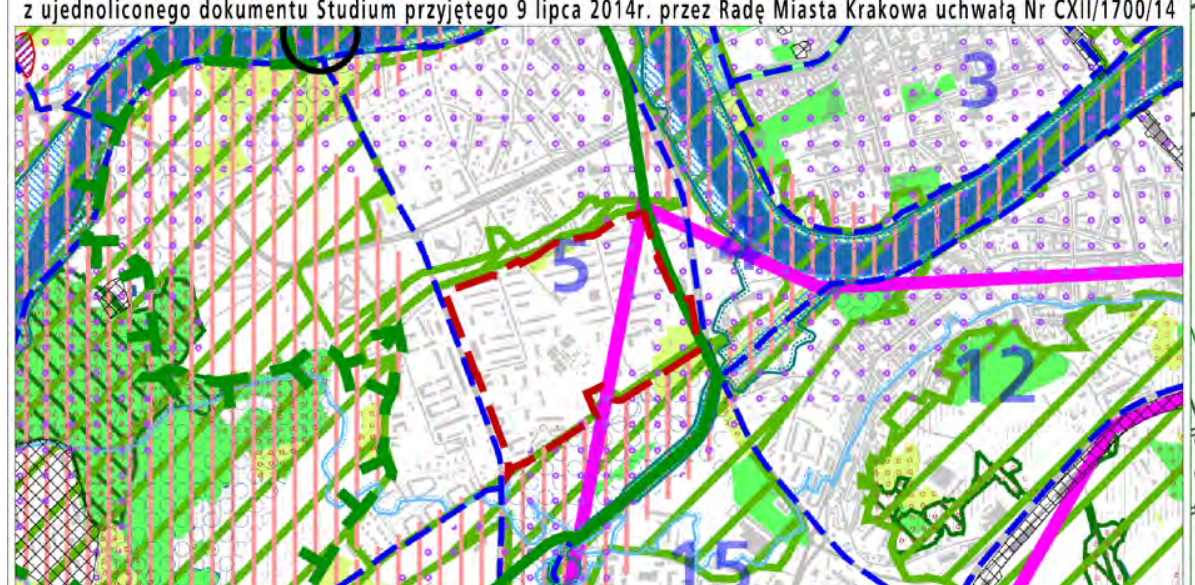 z ujednoliconego dokumentu Studium przyjętego 9 lipca 2014r. przez Radę Miasta Krakowa uchwałą Nr CXII/1700/14
3
5
12
15